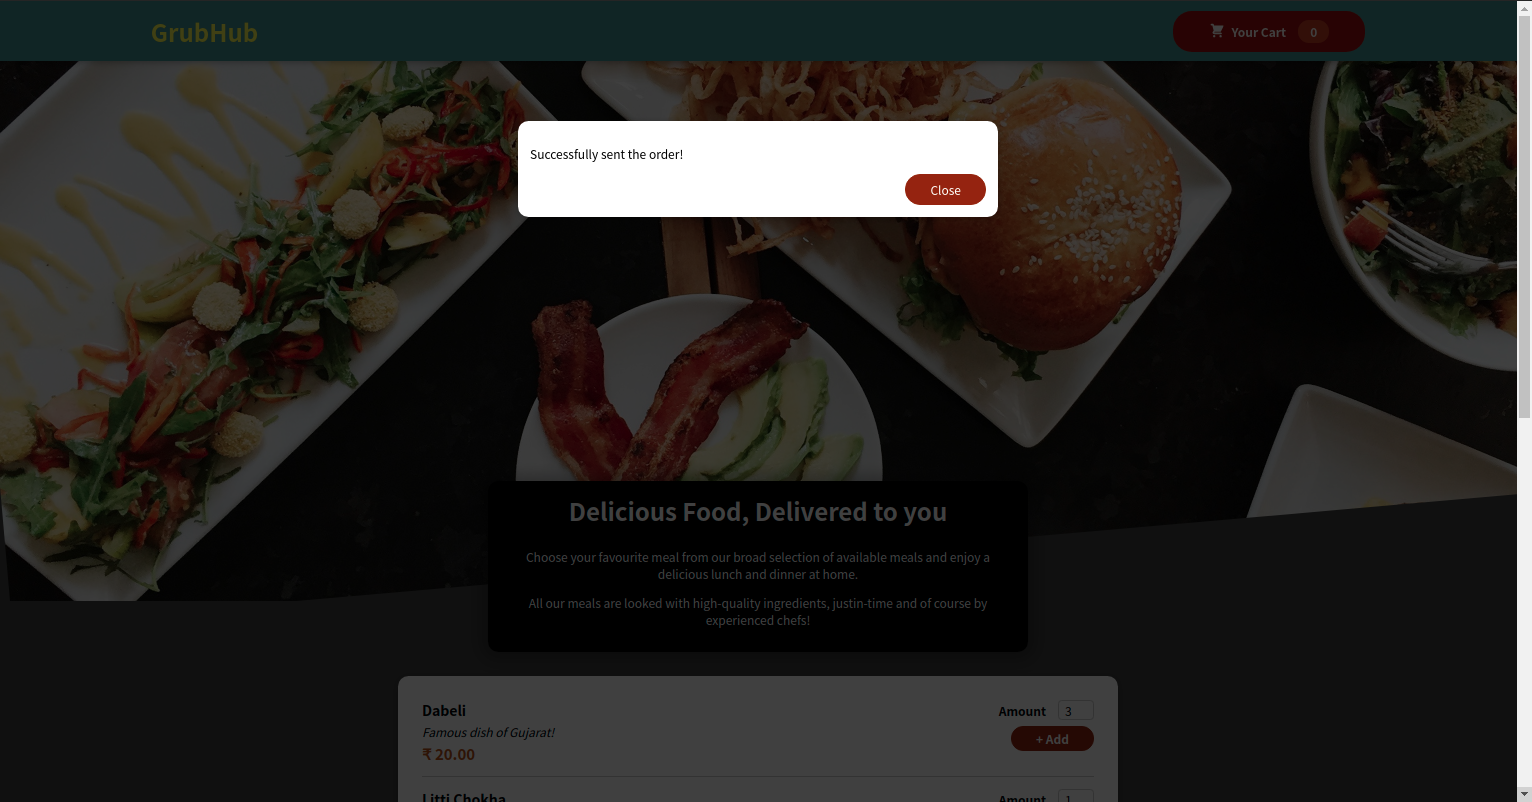 GrubHub
Your Cart 0
Successfully sent the order!
Close
Delicious Food, Delivered to you
Choose your favourite meal from our broad selection of available meals and enjoy a
delicious lunch and dinner at home.
All our meals are looked with high-quality ingredients, justin-time and of course by
experienced chefs!
Dabeli
Amount 3
Famous dish of Gujarat!
+ Add
₹ 20.00
Litti Chokha
Amount 1